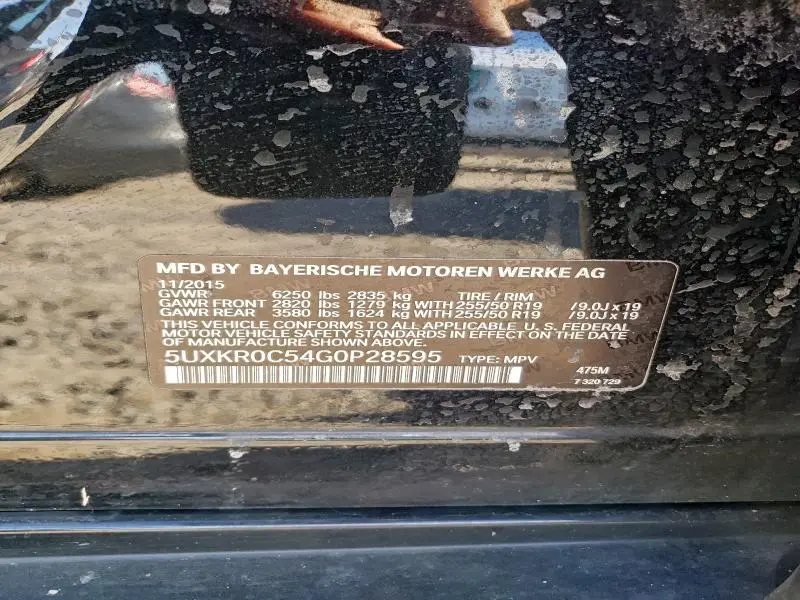 MFD BY BAYERISCHE MOTOREN WERKE AG
11/2015
GVWR 6250 lbs 2835 kg TIRE / RIM
GAWR FRONT 2820 lbs 1279 kg WITH 255/50 R19 /9.0J x 19
GAWR REAR 3580 lbs 1624 kg WITH 255/50 R19 /9.0J x 19
THIS VEHICLE CONFORMS TO ALL APPLICABLE U.S. FEDERAL
MOTOR VEHICLE SAFETY STANDARDS IN EFFECT ON THE DATE
OF MANUFACTURE SHOWN ABOVE.
5UXKR0C54G0P28595 TYPE: MPV
475M
7 320 729